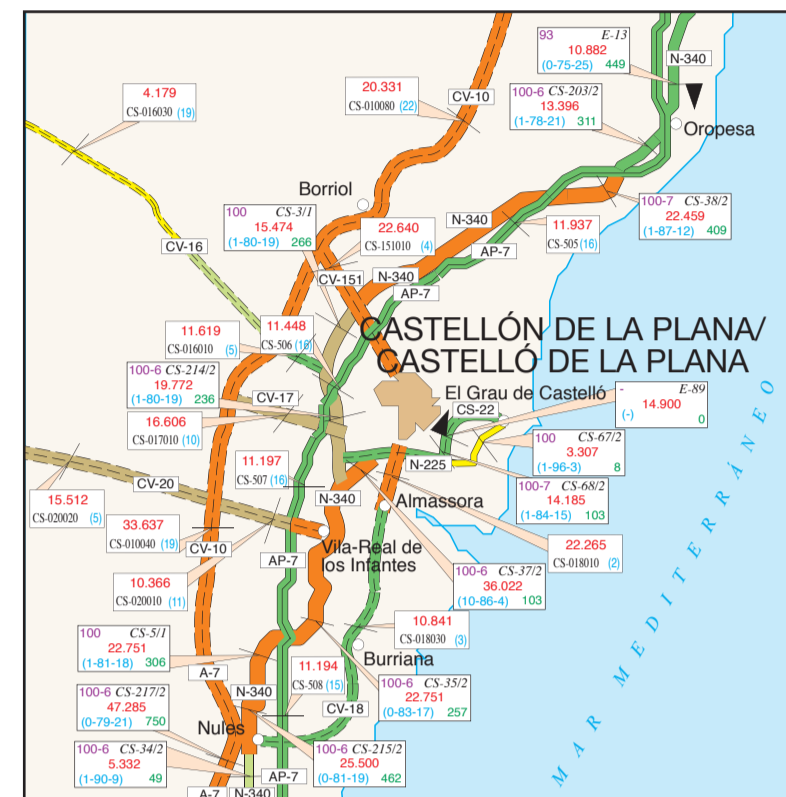 93 E-13
10.882
(0-75-25) 449
N-340
4.179
CS-016030 (19)
20.331
CS-010080 (22)
CV-10
100-6 CS-203/2
13.396
(1-78-21) 311
Oropesa
Borriol
100 CS-3/1
15.474
(1-80-19) 266
22.640
CS-151010 (4)
N-340
11.937
CS-505 (16)
100-7 CS-38/2
22.459
(1-87-12) 409
CV-16
AP-7
CV-151
N-340
AP-7
11.619
CS-016010 (5)
11.448
CS-506 (16)
CASTELLÓN DE LA PLANA/
CASTELLÓ DE LA PLANA
100-6 CS-214/2
19.772
(1-80-19) 236
El Grau de Castelló
- E-89
14.900
(-) 0
CV-17
CS-22
16.606
CS-017010 (10)
100 CS-67/2
3.307
(1-96-3) 8
11.197
CS-507 (16)
N-225
CV-20
100-7 CS-68/2
14.185
(1-84-15) 103
15.512
CS-020020 (5)
N-340
Almassora
33.637
CS-010040 (19)
CV-10
Vila-Real de
los Infantes
22.265
CS-018010 (2)
AP-7
10.366
CS-020010 (11)
100-6 CS-37/2
36.022
(10-86-4) 103
10.841
CS-018030 (3)
100 CS-5/1
22.751
(1-81-18) 306
Burriana
A-7
11.194
CS-508 (15)
100-6 CS-35/2
22.751
(0-83-17) 257
100-6 CS-217/2
47.285
(0-79-21) 750
N-340
CV-18
Nules
100-6 CS-34/2
5.332
(1-90-9) 49
100-6 CS-215/2
25.500
(0-81-19) 462
AP-7
A-7
N-340
MAR MEDITERRÁNEO